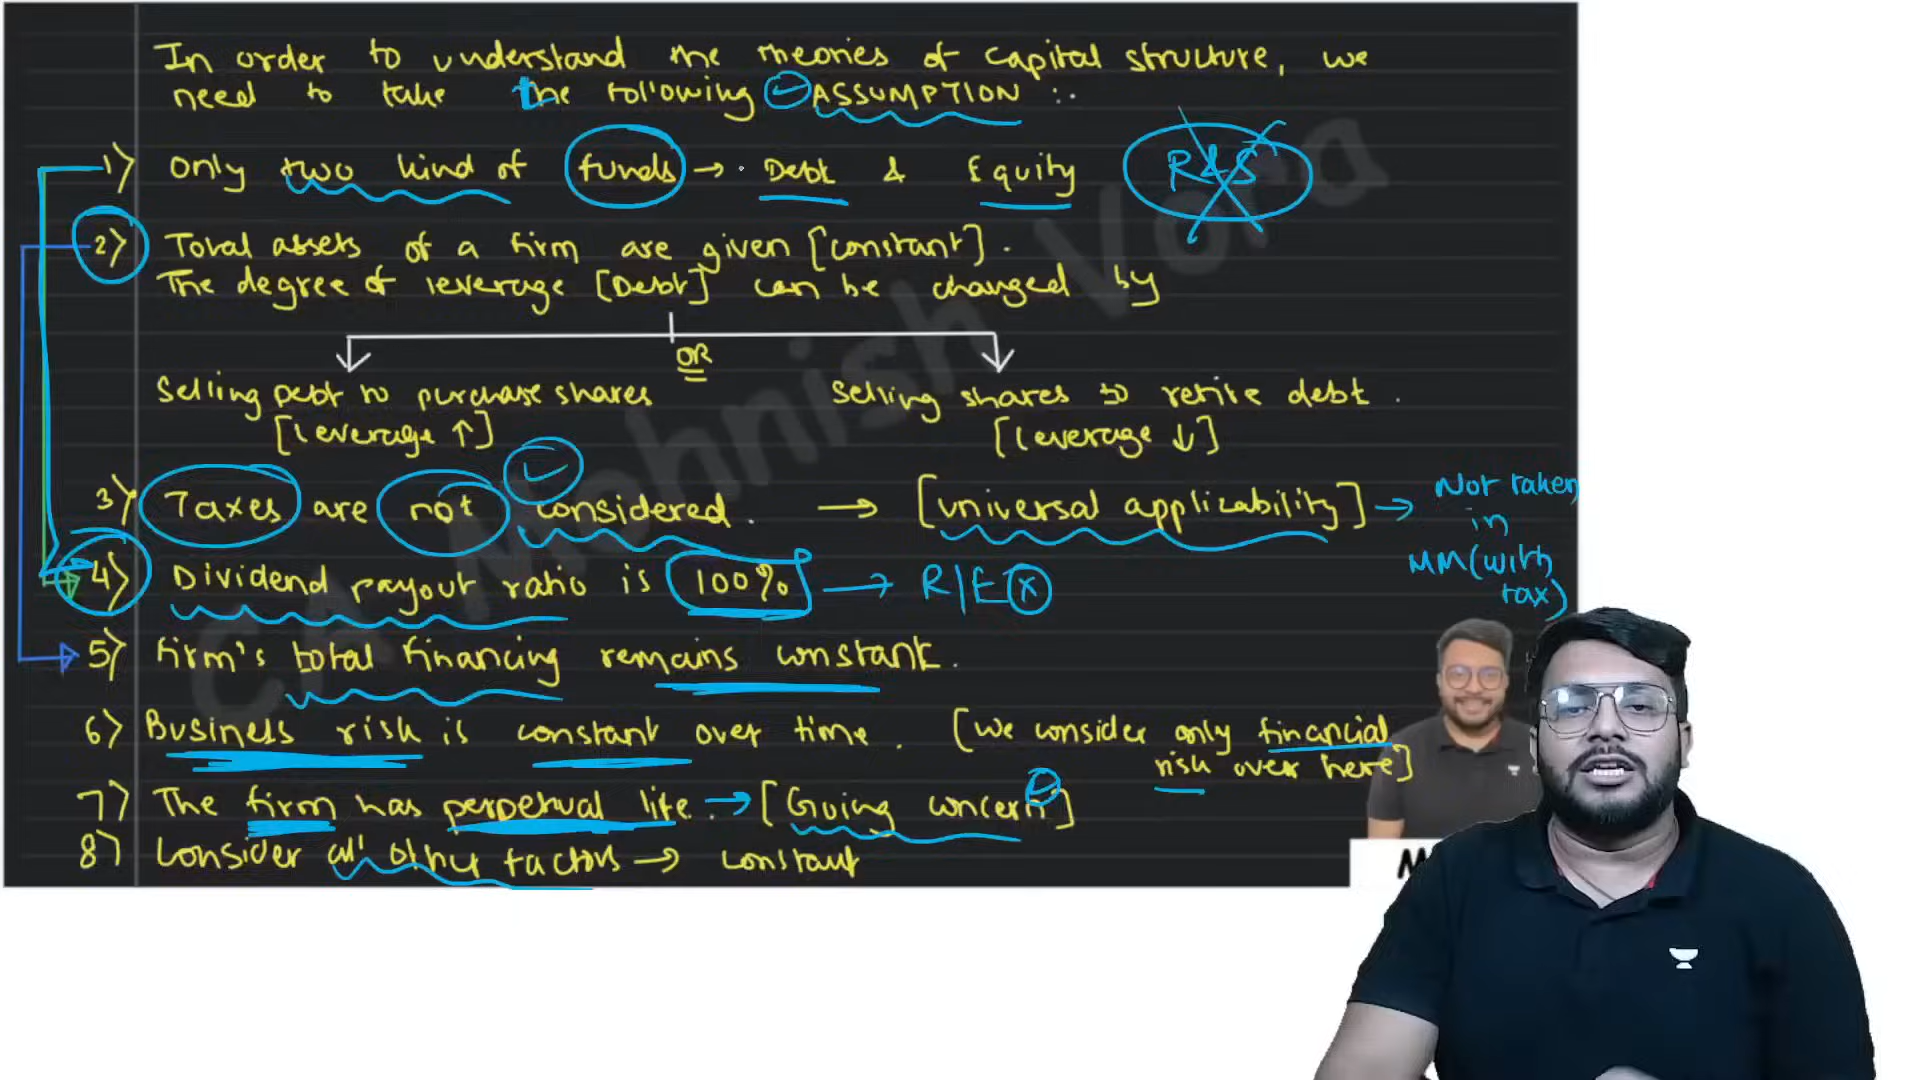 In order to understand the theories of capital structure, we
need to take the following ASSUMPTION :.
1) Only two kind of funds → Debt & Equity R&S
2) Total assets of a firm are given [constant].
The degree of leverage [Debt] can be changed by
OR
Selling Debt to purchase shares
[leverage ↑]
Selling shares to retire debt.
[leverage ↓]
3) Taxes are not considered. → [universal applicability] → Not taken
in
MM (with
tax)
4) Dividend payout ratio is 100% → R/E x
5) Firm's total financing remains constant.
6) Business risk is constant over time. [we consider only financial
risk over here]
7) The firm has perpetual life. → [Going concern]
8) Consider all other factors → constant
CA Mohnish Vora
M